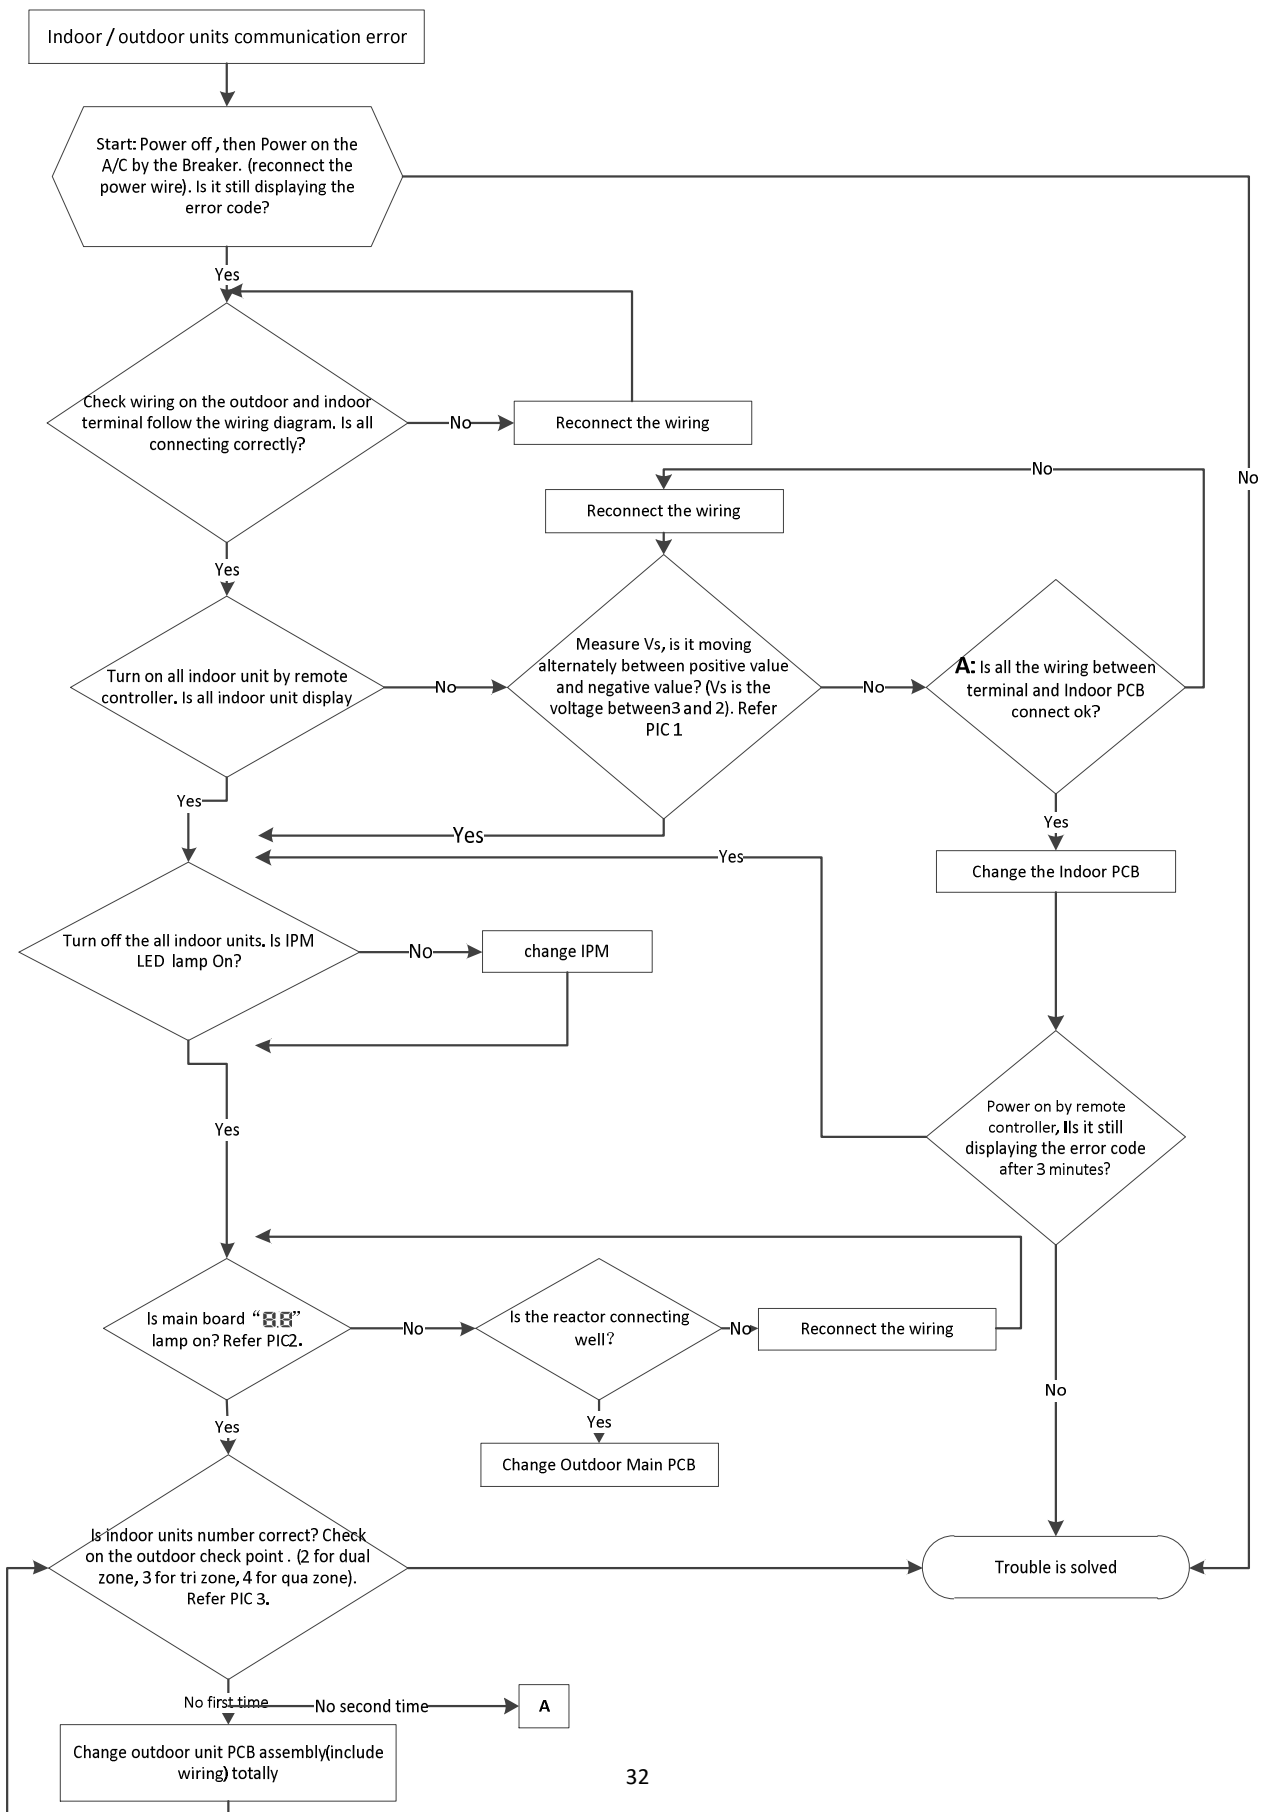 Indoor / outdoor units communication error
Start: Power off , then Power on the
A/C by the Breaker. (reconnect the
power wire). Is it still displaying the
error code?
Yes
Check wiring on the outdoor and indoor
terminal follow the wiring diagram. Is all
connecting correctly?
No
Reconnect the wiring
No
No
Reconnect the wiring
Yes
Turn on all indoor unit by remote
controller. Is all indoor unit display
No
Measure Vs, is it moving
alternately between positive value
and negative value? (Vs is the
voltage between3 and 2). Refer
PIC 1
No
A: Is all the wiring between
terminal and Indoor PCB
connect ok?
Yes
Yes
Yes
Yes
Change the Indoor PCB
Turn off the all indoor units. Is IPM
LED lamp On?
No
change IPM
Power on by remote
controller, IIs it still
displaying the error code
after 3 minutes?
Yes
Is main board “8.8”
lamp on? Refer PIC2.
No
Is the reactor connecting
well?
No
Reconnect the wiring
No
Yes
Yes
Change Outdoor Main PCB
Is indoor units number correct? Check
on the outdoor check point . (2 for dual
zone, 3 for tri zone, 4 for qua zone).
Refer PIC 3.
Trouble is solved
No first time
No second time
A
Change outdoor unit PCB assembly(include
wiring) totally
32